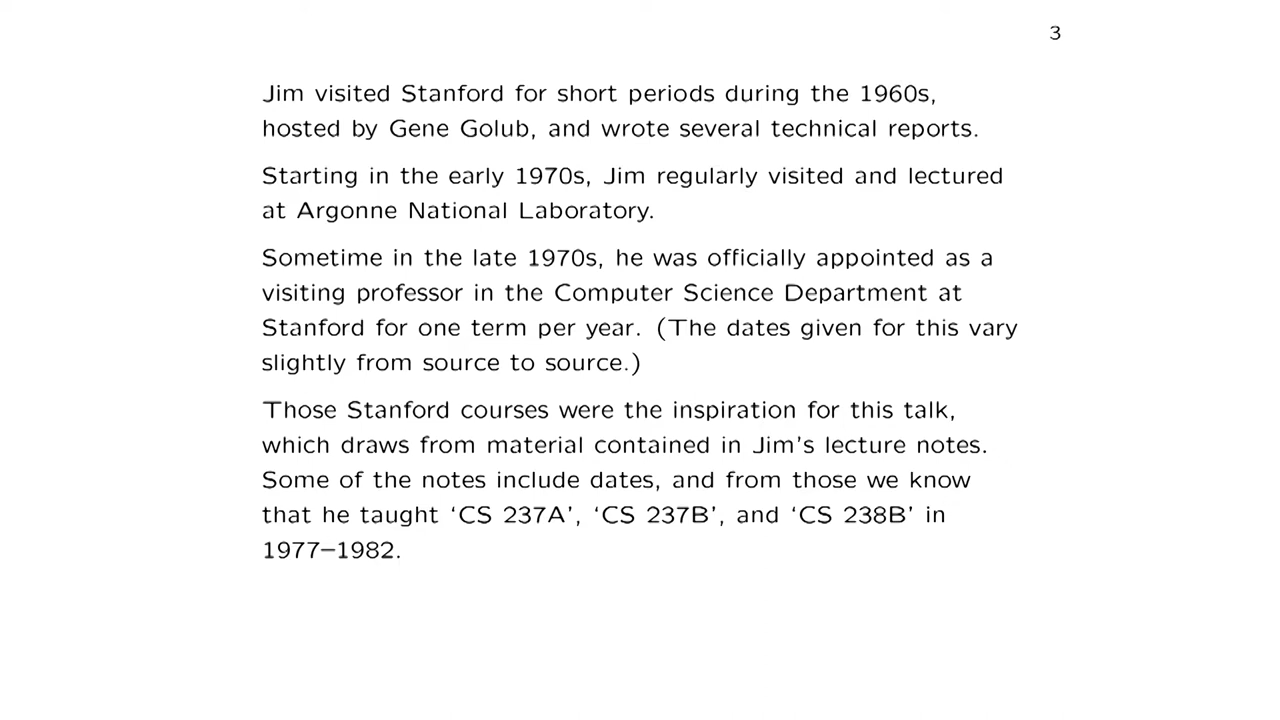 3
Jim visited Stanford for short periods during the 1960s,
hosted by Gene Golub, and wrote several technical reports.
Starting in the early 1970s, Jim regularly visited and lectured
at Argonne National Laboratory.
Sometime in the late 1970s, he was officially appointed as a
visiting professor in the Computer Science Department at
Stanford for one term per year. (The dates given for this vary
slightly from source to source.)
Those Stanford courses were the inspiration for this talk,
which draws from material contained in Jim's lecture notes.
Some of the notes include dates, and from those we know
that he taught ‘CS 237A’, ‘CS 237B’, and ‘CS 238B’ in
1977–1982.